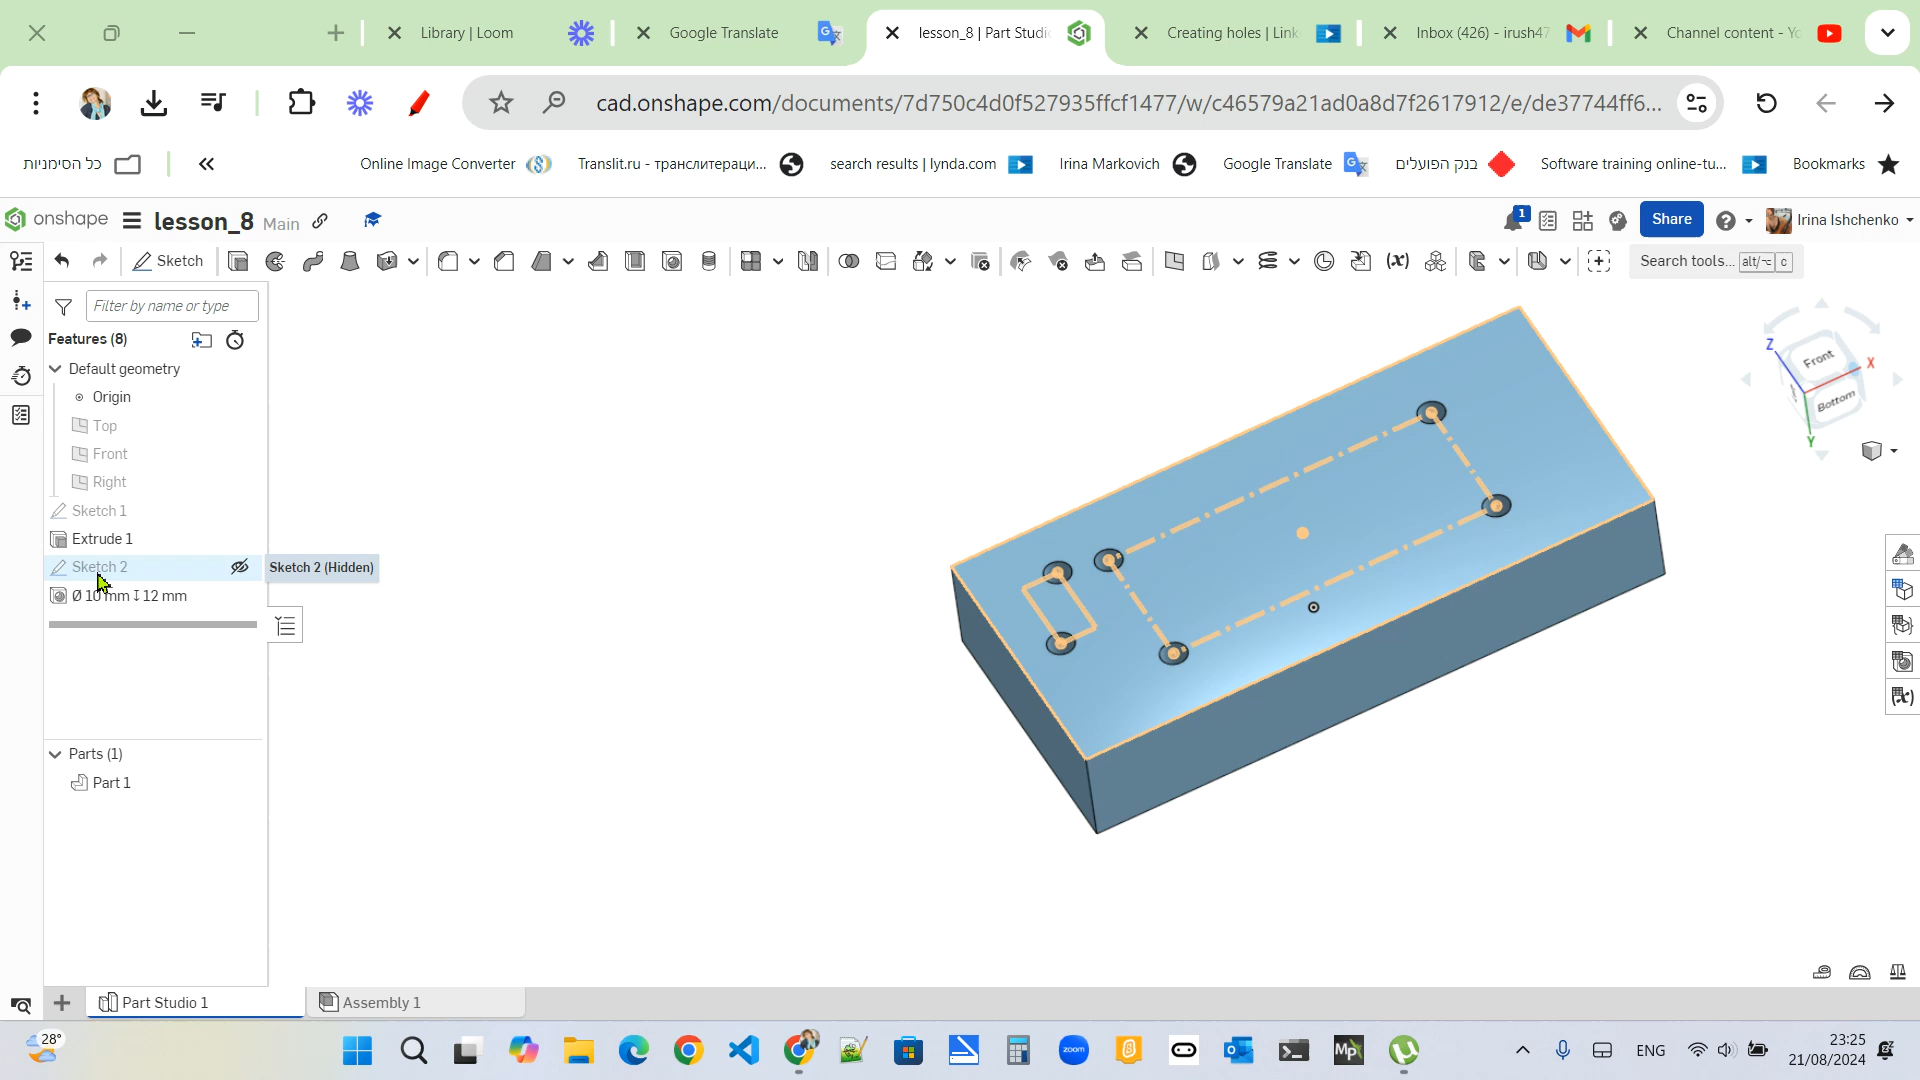 Library | Loom
Google Translate
lesson_8 | Part Studi
Creating holes | Link
Inbox (426) - irush47
Channel content - Yo
cad.onshape.com/documents/7d750c4d0f527935ffcf1477/w/c46579a21ad0a8d7f2617912/e/de37744ff6...
כל הסימניות
Online Image Converter
Translit.ru - транслитераци...
search results | lynda.com
Irina Markovich
Google Translate
בנק הפועלים
Software training online-tu...
Bookmarks
onshape
lesson_8 Main
1
Share
Irina Ishchenko
Sketch
Search tools... alt/⌥ c
Filter by name or type
Features (8)
Default geometry
Origin
Top
Front
Right
Sketch 1
Extrude 1
Sketch 2
Sketch 2 (Hidden)
Ø 10 mm ↧ 12 mm
Parts (1)
Part 1
Z
Front
X
Bottom
Y
Part Studio 1
Assembly 1
28°
zoom
Mp
ENG
23:25
21/08/2024